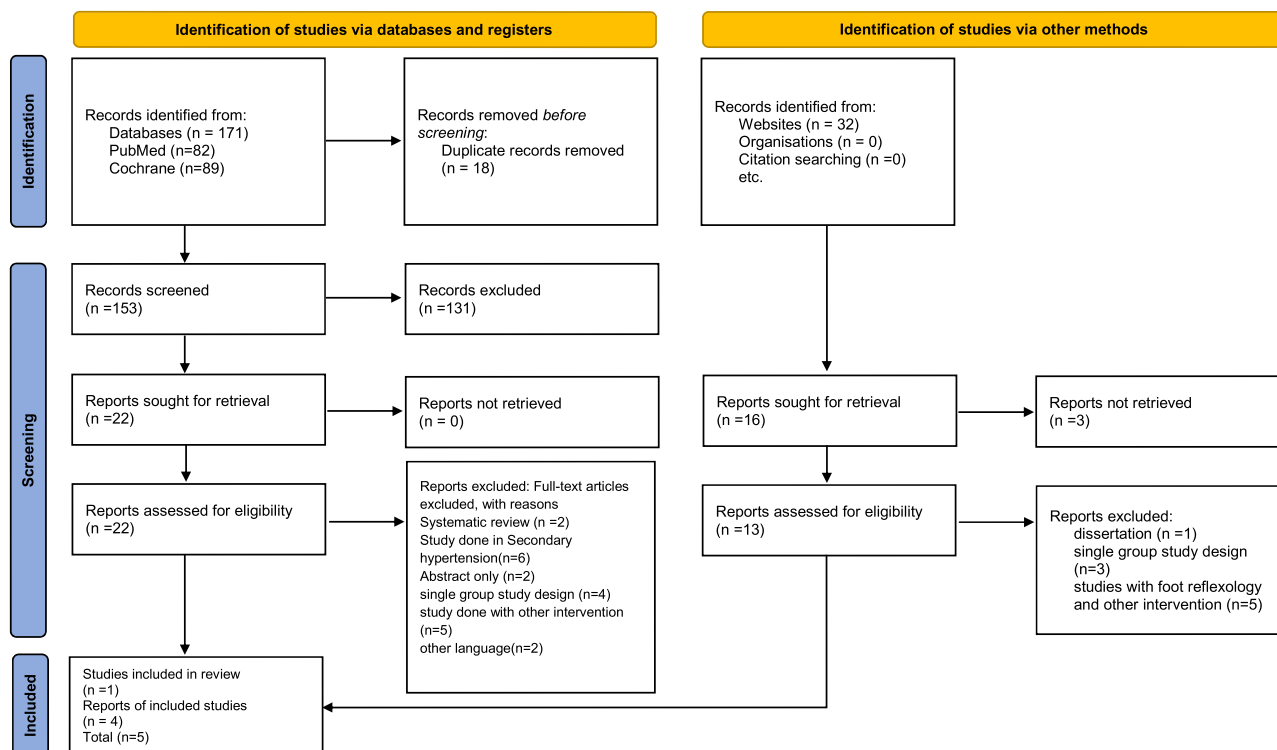 Identification of studies via databases and registers
Identification of studies via other methods
Identification
Records identified from:
Databases (n = 171)
PubMed (n=82)
Cochrane (n=89)
Records removed before
screening:
Duplicate records removed
(n = 18)
Records identified from:
Websites (n = 32)
Organisations (n = 0)
Citation searching (n =0)
etc.
Screening
Records screened
(n =153)
Records excluded
(n =131)
Reports sought for retrieval
(n =22)
Reports not retrieved
(n = 0)
Reports sought for retrieval
(n =16)
Reports not retrieved
(n =3)
Reports assessed for eligibility
(n =22)
Reports excluded: Full-text articles
excluded, with reasons
Systematic review (n =2)
Study done in Secondary
hypertension(n=6)
Abstract only (n=2)
single group study design (n=4)
study done with other intervention
(n=5)
other language(n=2)
Reports assessed for eligibility
(n =13)
Reports excluded:
dissertation (n =1)
single group study design
(n=3)
studies with foot reflexology
and other intervention (n=5)
Included
Studies included in review
(n =1)
Reports of included studies
(n = 4)
Total (n=5)